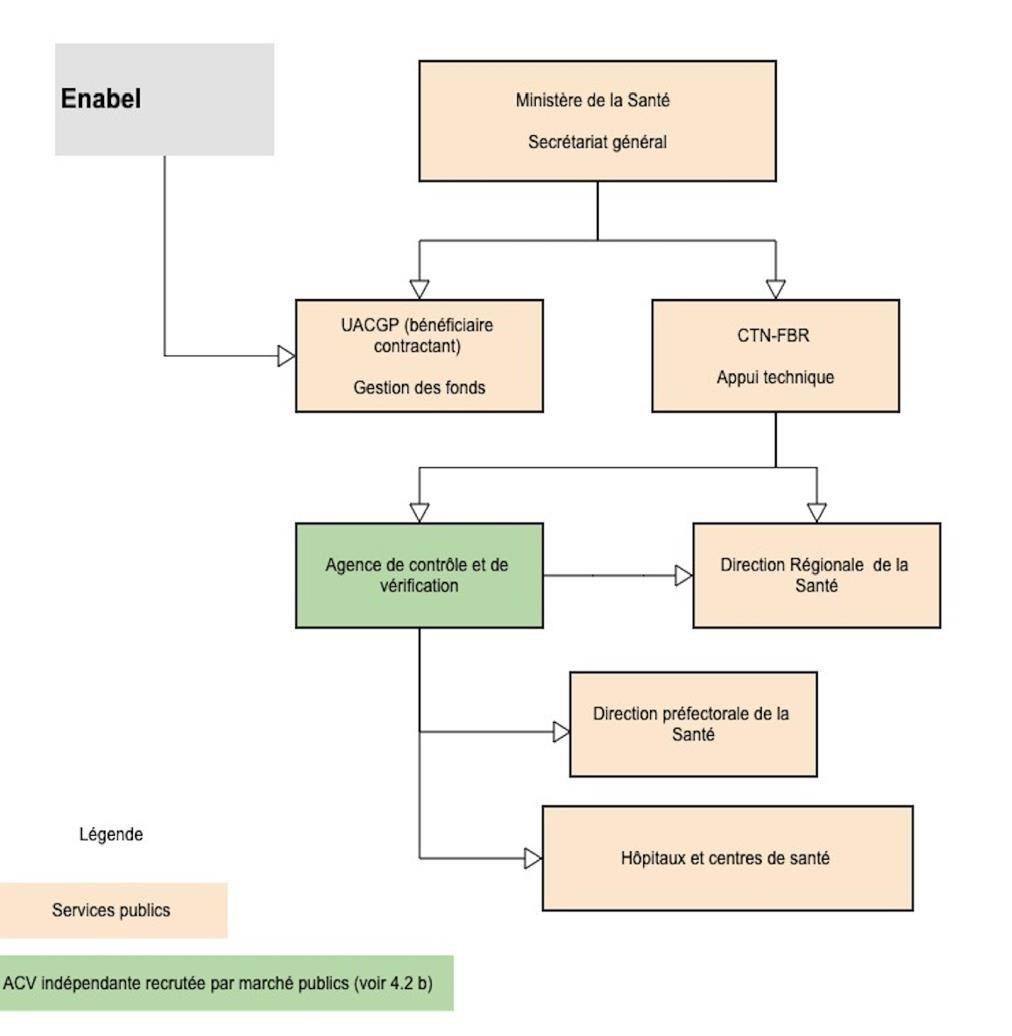 Enabel
Ministère de la Santé
Secrétariat général
UACGP (bénéficiaire
contractant)
Gestion des fonds
CTN-FBR
Appui technique
Agence de contrôle et de
vérification
Direction Régionale de la
Santé
Direction préfectorale de la
Santé
Hôpitaux et centres de santé
Légende
Services publics
ACV indépendante recrutée par marché publics (voir 4.2 b)